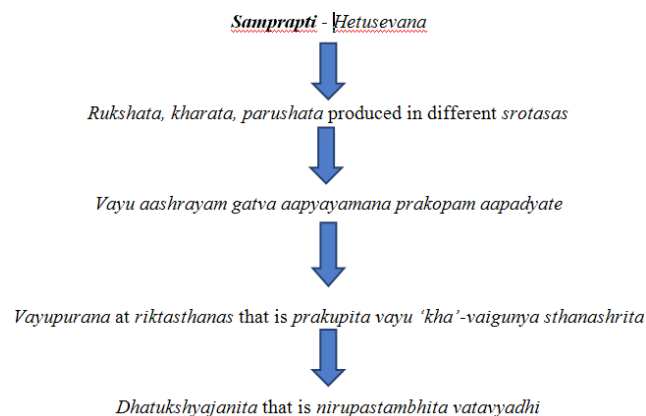 Samprapti - Hetusevana
Rukshata, kharata, parushata produced in different srotasas
Vayu aashrayam gatva aapyayamana prakopam aapadyate
Vayupurana at riktasthanas that is prakupita vayu ‘kha’-vaigunya sthanashrita
Dhatukshyajanita that is nirupastambhita vatavyadhi